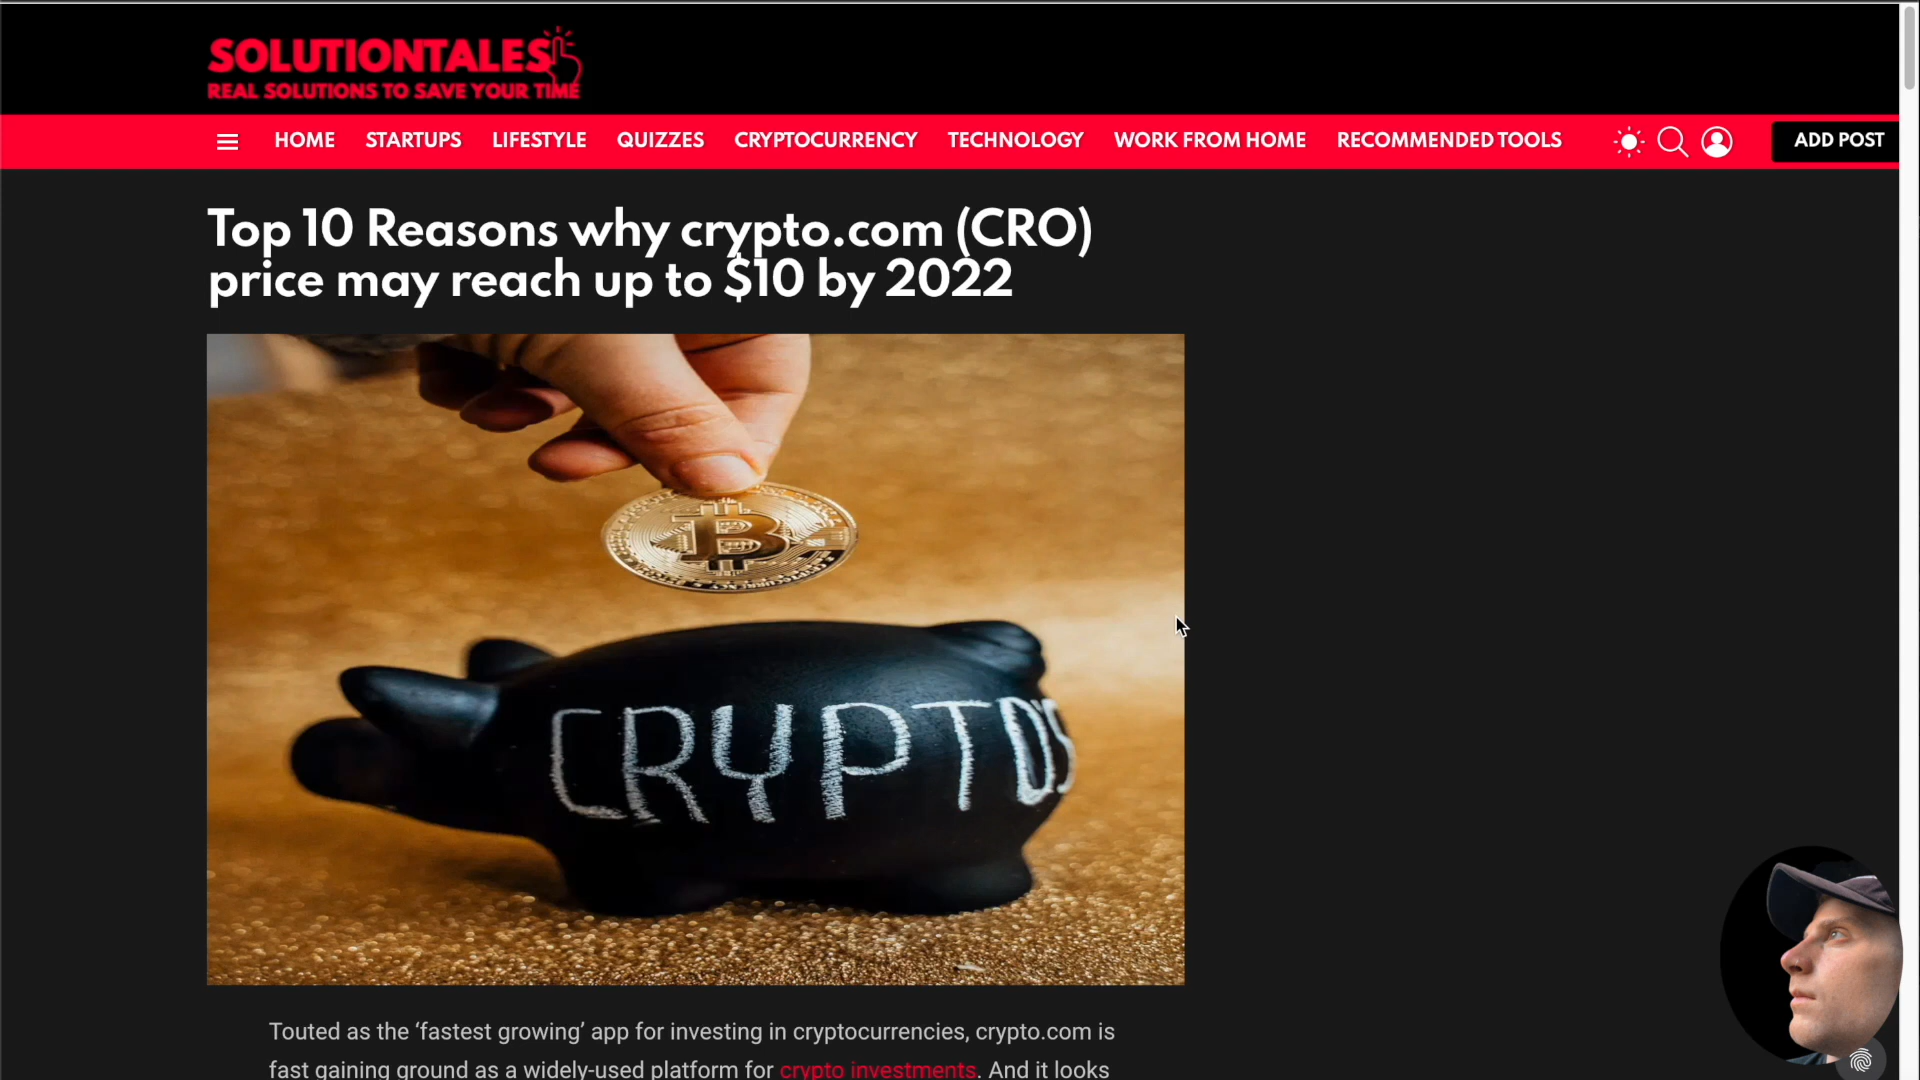 SOLUTIONTALES
REAL SOLUTIONS TO SAVE YOUR TIME
HOME STARTUPS LIFESTYLE QUIZZES CRYPTOCURRENCY TECHNOLOGY WORK FROM HOME RECOMMENDED TOOLS ADD POST
Top 10 Reasons why crypto.com (CRO)
price may reach up to $10 by 2022
B
CRYPTOS
Touted as the ‘fastest growing’ app for investing in cryptocurrencies, crypto.com is
fast gaining ground as a widely-used platform for crypto investments. And it looks